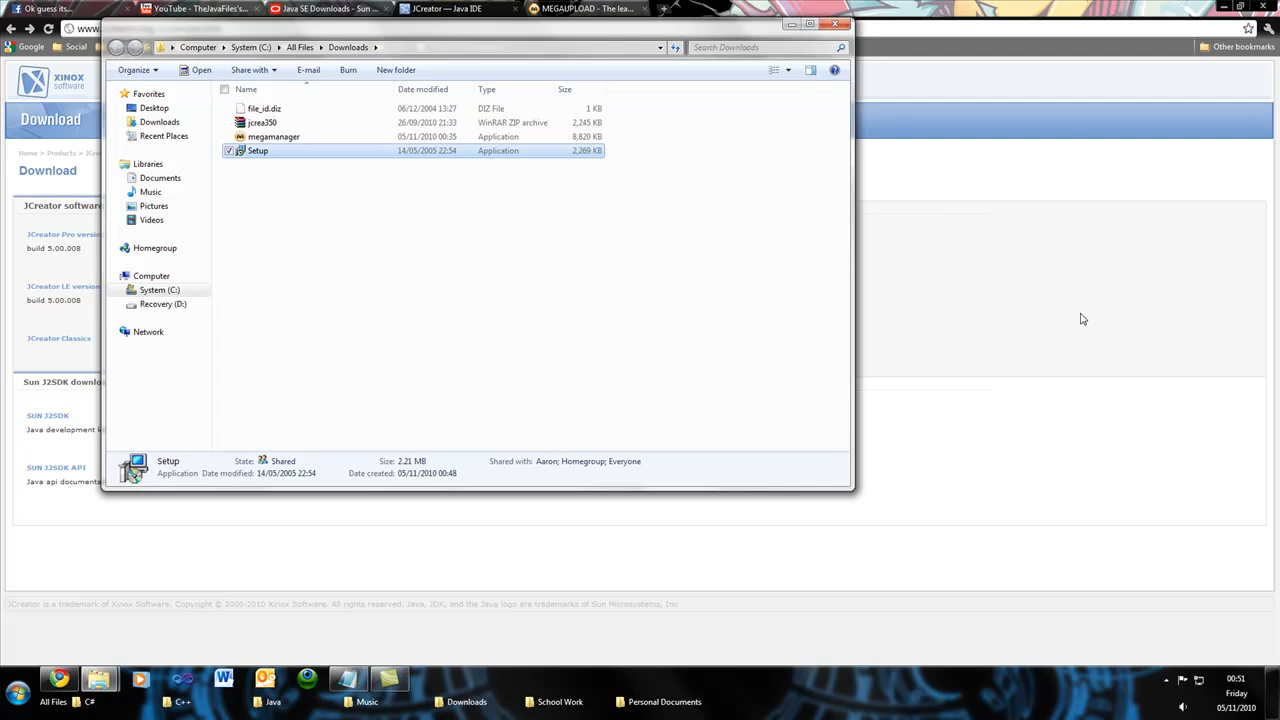 Ok guess its...
YouTube - TheJavaFiles's...
Java SE Downloads - Sun ...
JCreator — Java IDE
MEGAUPLOAD - The lea...
www.
Google
Social
Other bookmarks
XINOX
software
Download
Home > Products > JCre
Download
JCreator software
JCreator Pro versio
build 5.00.008
JCreator LE version
build 5.00.008
JCreator Classics
Sun J2SDK downlo
SUN J2SDK
Java development k
SUN J2SDK API
Java api documenta
JCreator is a trademark of Xinox Software. Copyright © 2000-2010 Xinox Software. All rights reserved. Java, JDK, and the Java logo are trademarks of Sun Microsystems, Inc
Computer
System (C:)
All Files
Downloads
Search Downloads
Organize
Open
Share with
E-mail
Burn
New folder
Name
Date modified
Type
Size
file_id.diz
06/12/2004 13:27
DIZ File
1 KB
jcrea350
26/09/2010 21:33
WinRAR ZIP archive
2,245 KB
megamanager
05/11/2010 00:35
Application
8,820 KB
Setup
14/05/2005 22:54
Application
2,269 KB
Favorites
Desktop
Downloads
Recent Places
Libraries
Documents
Music
Pictures
Videos
Homegroup
Computer
System (C:)
Recovery (D:)
Network
Setup
State:
Shared
Size: 2.21 MB
Shared with: Aaron; Homegroup; Everyone
Application
Date modified: 14/05/2005 22:54
Date created: 05/11/2010 00:48
All Files
C#
C++
Java
Music
Downloads
School Work
Personal Documents
00:51
Friday
05/11/2010